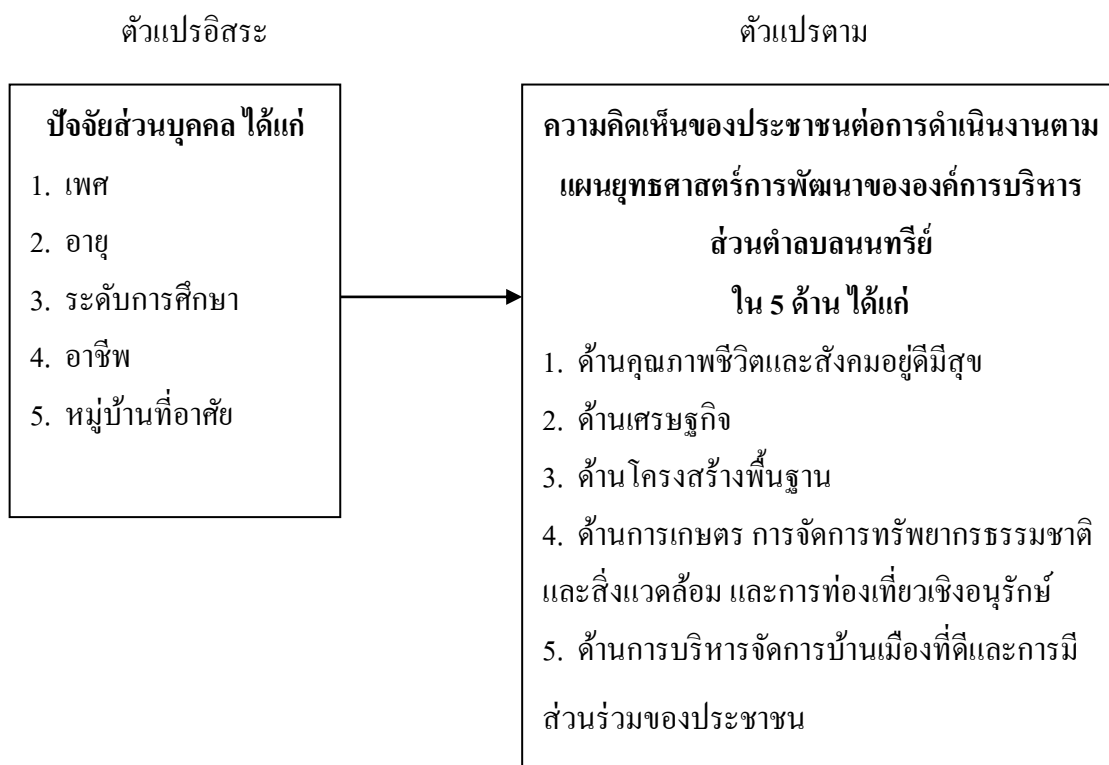 ตัวแปรอิสระ
ตัวแปรตาม
ปัจจัยส่วนบุคคล ได้แก่
1. เพศ
2. อายุ
3. ระดับการศึกษา
4. อาชีพ
5. หมู่บ้านที่อาศัย
ความคิดเห็นของประชาชนต่อการดำเนินงานตาม
แผนยุทธศาสตร์การพัฒนาขององค์การบริหาร
ส่วนตำลบลนนทรีย์
ใน 5 ด้าน ได้แก่
1. ด้านคุณภาพชีวิตและสังคมอยู่ดีมีสุข
2. ด้านเศรษฐกิจ
3. ด้านโครงสร้างพื้นฐาน
4. ด้านการเกษตร การจัดการทรัพยากรธรรมชาติ
และสิ่งแวดล้อม และการท่องเที่ยวเชิงอนุรักษ์
5. ด้านการบริหารจัดการบ้านเมืองที่ดีและการมี
ส่วนร่วมของประชาชน